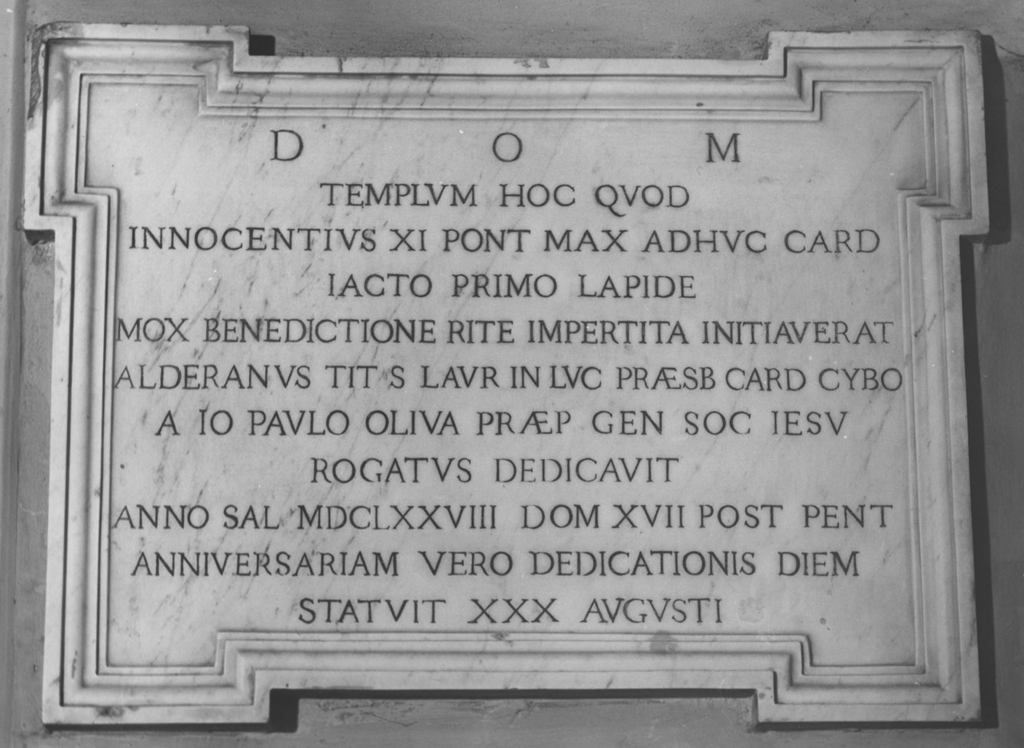 D O M
TEMPLVM HOC QVOD
INNOCENTIVS XI PONT MAX ADHVC CARD
IACTO PRIMO LAPIDE
MOX BENEDICTIONE RITE IMPERTITA INITIAVERAT
ALDERANVS TIT S LAVR IN LVC PRÆSB CARD CYBO
A IO PAVLO OLIVA PRÆP GEN SOC IESV
ROGATVS DEDICAVIT
ANNO SAL MDCLXXVIII DOM XVII POST PENT
ANNIVERSARIAM VERO DEDICATIONIS DIEM
STATVIT XXX AVGVSTI